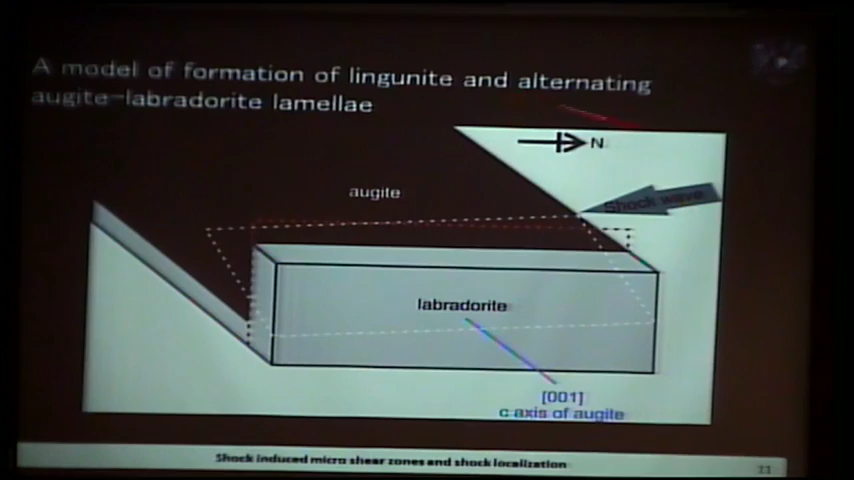 A model of formation of lingunite and alternating
augite-labradorite lamellae
N
augite
Shock wave
labradorite
[001]
c axis of augite
Shock induced micro shear zones and shock localization
11